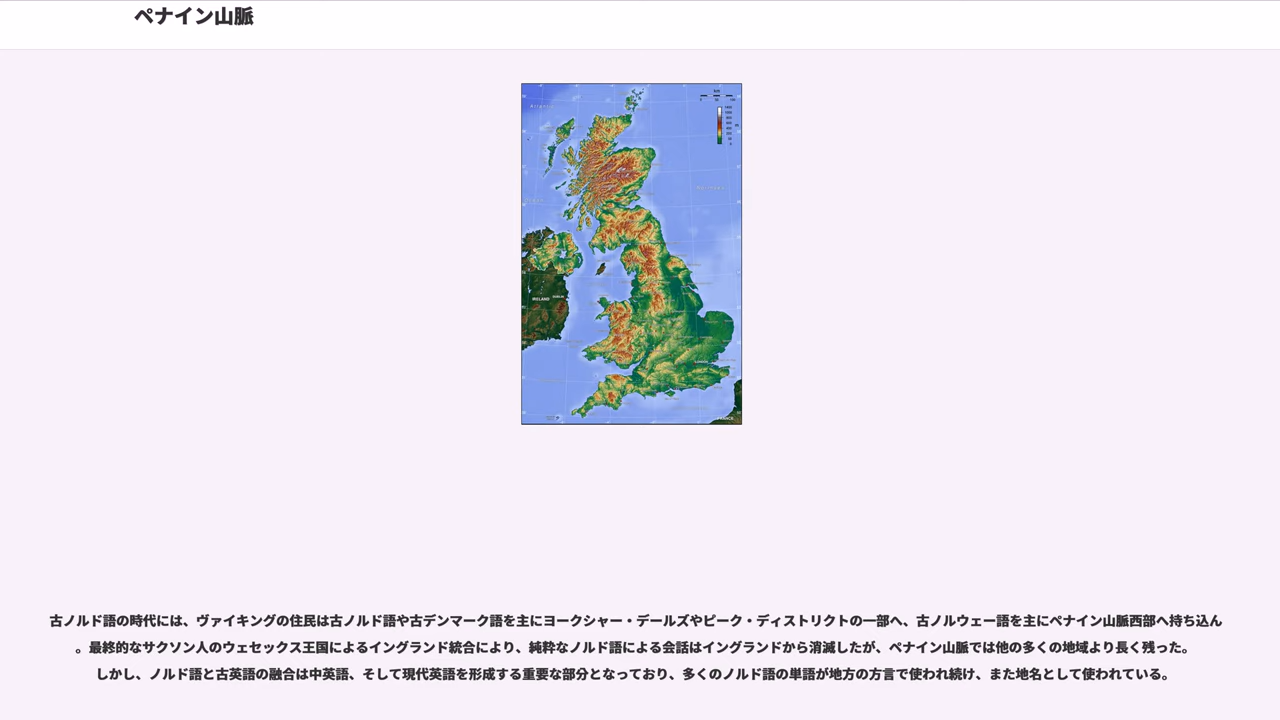 ペナイン山脈
km
IRELAND
FRANCE
古ノルド語の時代には、ヴァイキングの住民は古ノルド語や古デンマーク語を主にヨークシャー・デールズやピーク・ディストリクトの一部へ、古ノルウェー語を主にペナイン山脈西部へ持ち込ん
。最終的なサクソン人のウェセックス王国によるイングランド統合により、純粋なノルド語による会話はイングランドから消滅したが、ペナイン山脈では他の多くの地域より長く残った。
しかし、ノルド語と古英語の融合は中英語、そして現代英語を形成する重要な部分となっており、多くのノルド語の単語が地方の方言で使われ続け、また地名として使われている。